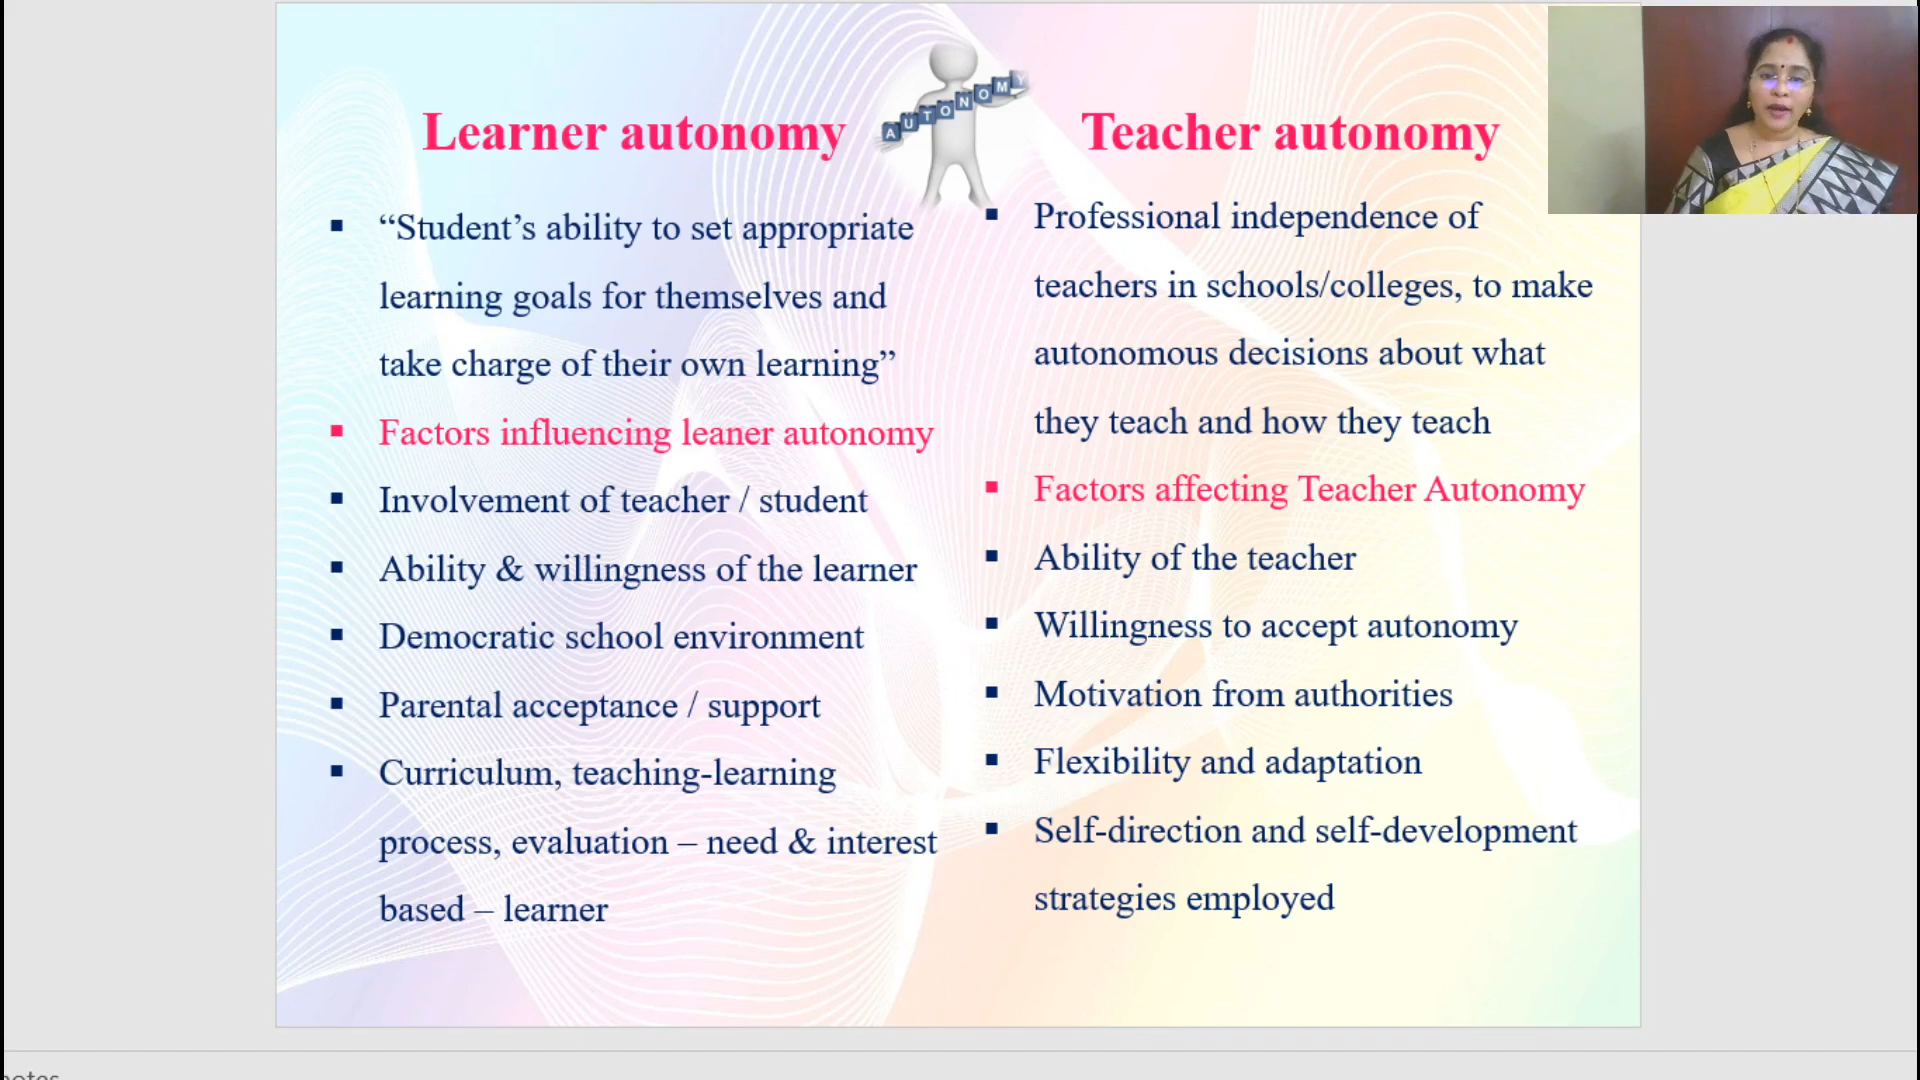 AUTONOMY
Learner autonomy
▪ “Student’s ability to set appropriate
learning goals for themselves and
take charge of their own learning”
▪ Factors influencing leaner autonomy
▪ Involvement of teacher / student
▪ Ability & willingness of the learner
▪ Democratic school environment
▪ Parental acceptance / support
▪ Curriculum, teaching-learning
process, evaluation – need & interest
based – learner
Teacher autonomy
▪ Professional independence of
teachers in schools/colleges, to make
autonomous decisions about what
they teach and how they teach
▪ Factors affecting Teacher Autonomy
▪ Ability of the teacher
▪ Willingness to accept autonomy
▪ Motivation from authorities
▪ Flexibility and adaptation
▪ Self-direction and self-development
strategies employed